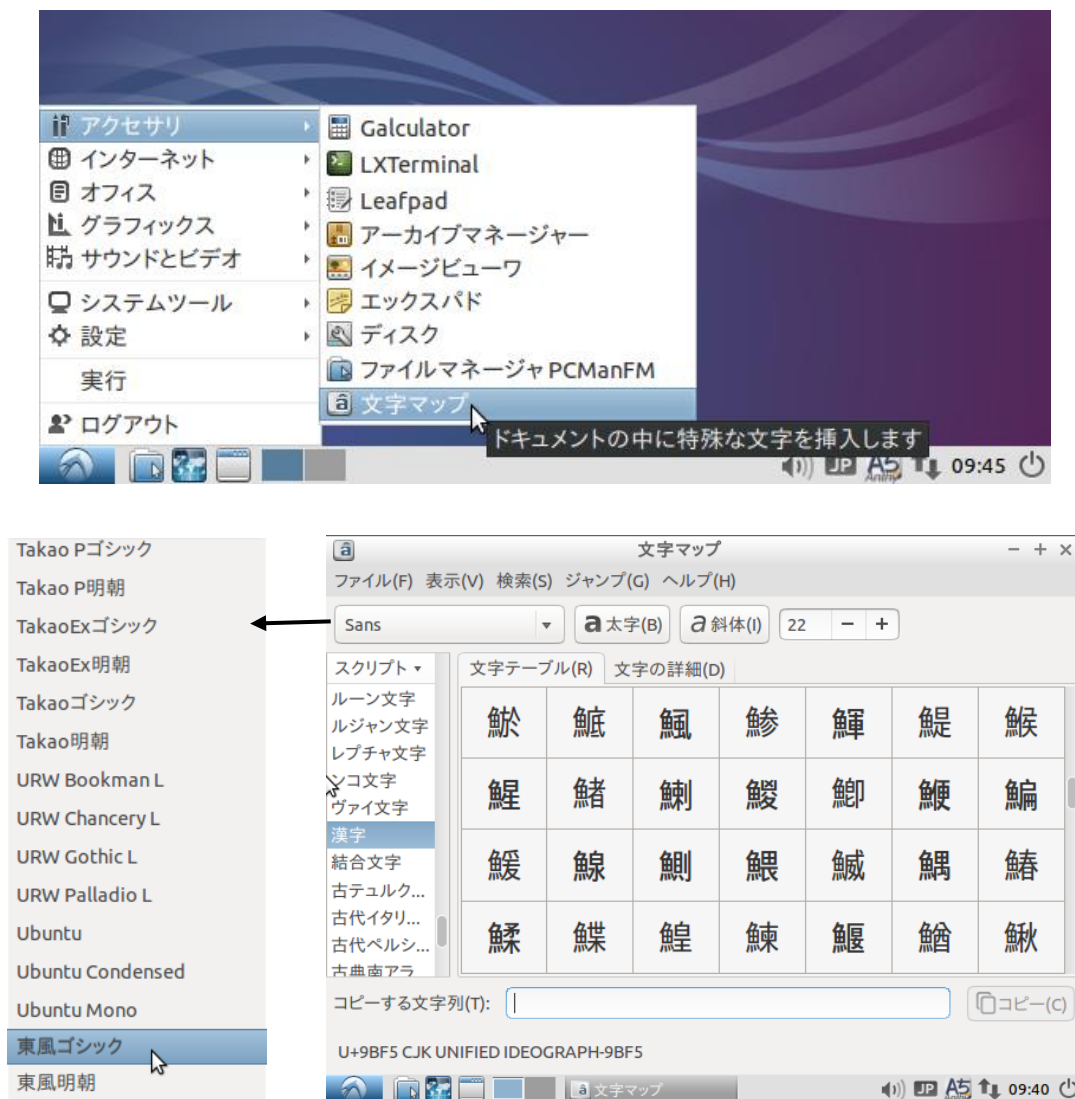 アクセサリ
インターネット
オフィス
グラフィックス
サウンドとビデオ
システムツール
設定
実行
ログアウト
Galculator
LXTerminal
Leafpad
アーカイブマネージャー
イメージビューワ
エックスパド
ディスク
ファイルマネージャ PCManFM
文字マップ
ドキュメントの中に特殊な文字を挿入します
JP
Anthy
09:45
Takao Pゴシック
Takao P明朝
TakaoExゴシック
TakaoEx明朝
Takaoゴシック
Takao明朝
URW Bookman L
URW Chancery L
URW Gothic L
URW Palladio L
Ubuntu
Ubuntu Condensed
Ubuntu Mono
東風ゴシック
東風明朝
文字マップ
ファイル(F) 表示(V) 検索(S) ジャンプ(G) ヘルプ(H)
Sans
a 太字(B)
a 斜体(I)
22 − +
スクリプト
文字テーブル(R) 文字の詳細(D)
ルーン文字
ルジャン文字
レプチャ文字
ンコ文字
ヴァイ文字
漢字
結合文字
古テュルク...
古代イタリ...
古代ペルシ...
古典南アラ
鯲 鯳 鯴 鯵 鯶 鯷 鯸
鯹 鯺 鯻 鯼 鯽 鯾 鯿
鰀 鰁 鰂 鰃 鰄 鰅 鰆
鰇 鰈 鰉 鰊 鰋 鰌 鰍
コピーする文字列(T):
コピー(C)
U+9BF5 CJK UNIFIED IDEOGRAPH-9BF5
文字マップ
JP
09:40